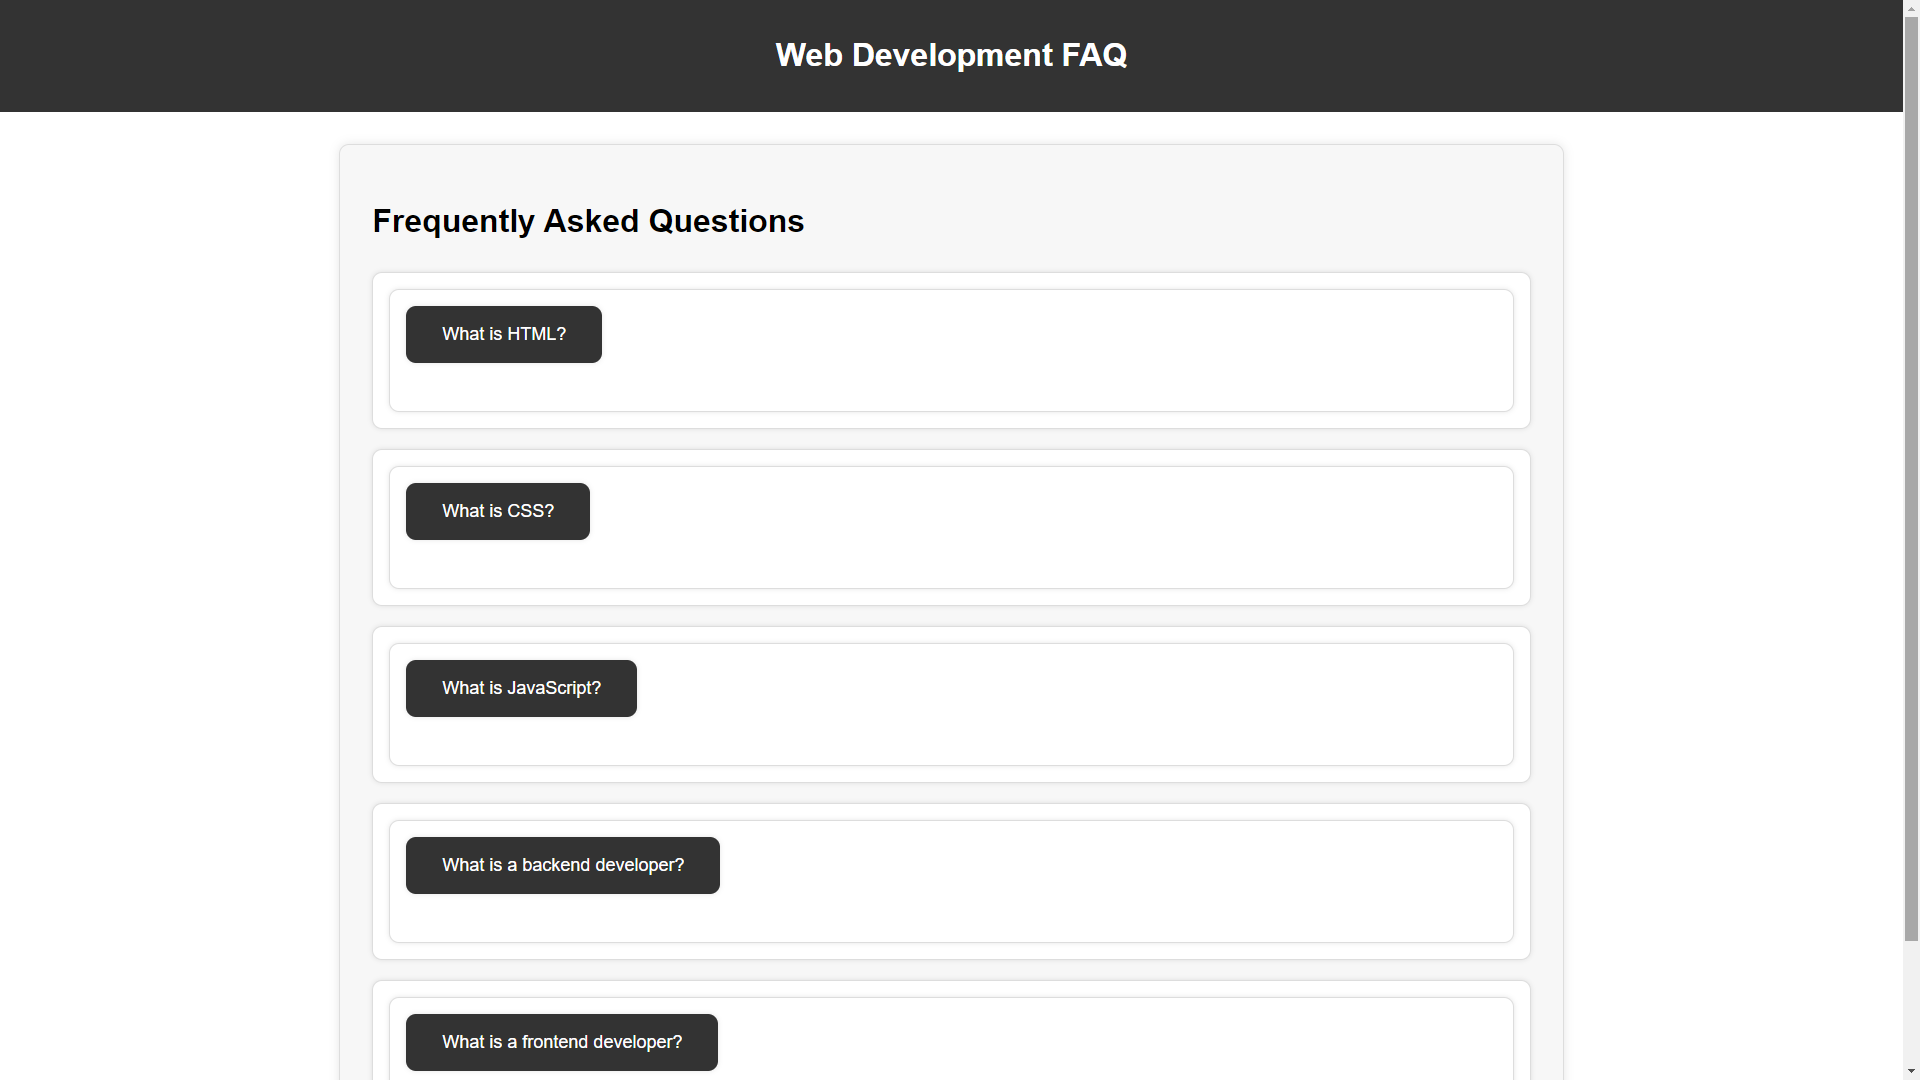 Web Development FAQ
Frequently Asked Questions
What is HTML?
What is CSS?
What is JavaScript?
What is a backend developer?
What is a frontend developer?